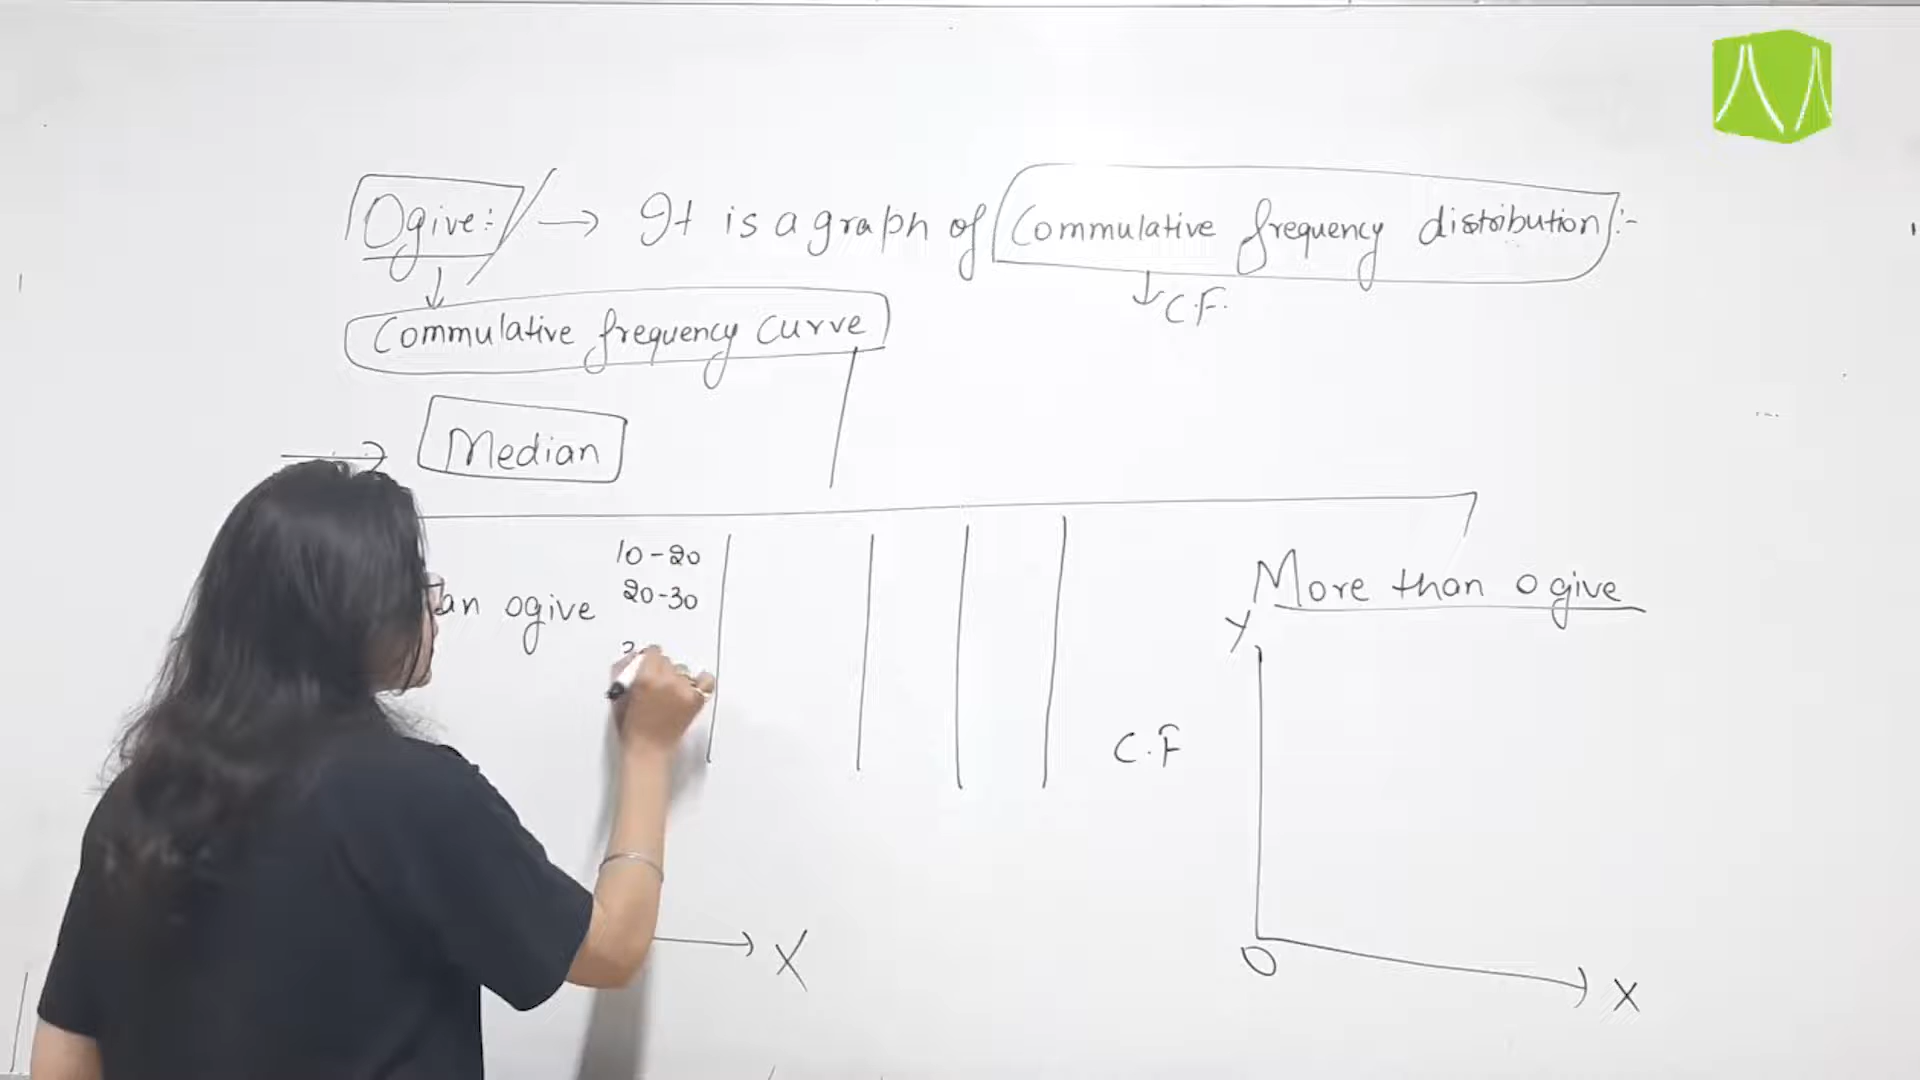 Ogive:- → It is a graph of Commulative frequency distribution :-
↓ C.F.
Commulative frequency curve
→ Median
an ogive
10-20
20-30
More than ogive
Y
C.F
O
X
X